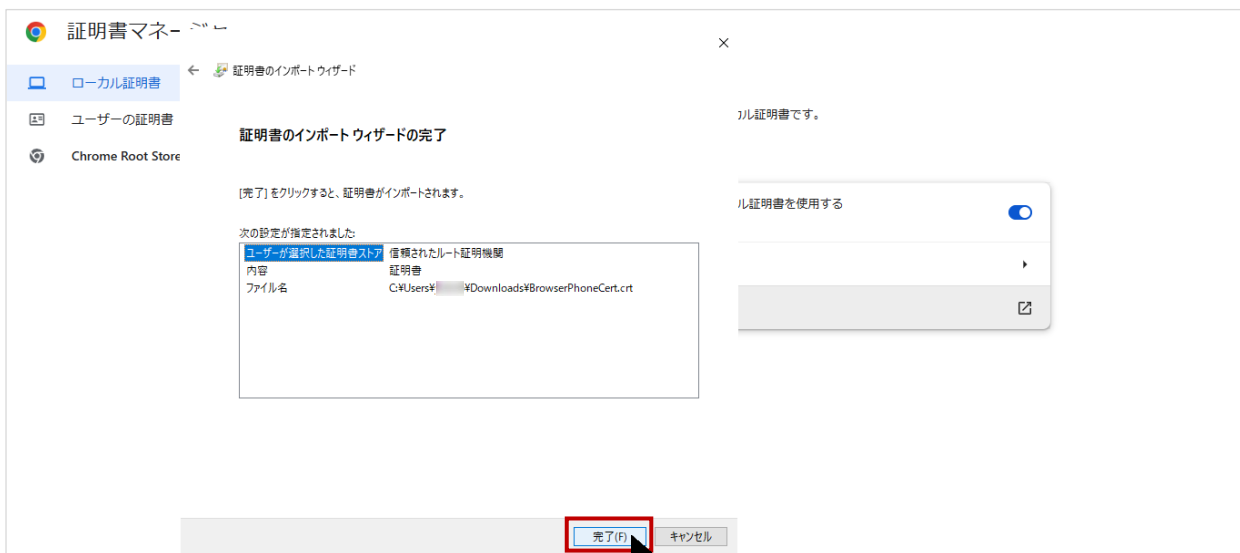 証明書マネー
ローカル証明書
ユーザーの証明書
Chrome Root Store
証明書のインポート ウィザード
証明書のインポート ウィザードの完了
[完了] をクリックすると、証明書がインポートされます。
次の設定が指定されました:
ユーザーが選択した証明書ストア 信頼されたルート証明機関
内容 証明書
ファイル名 C:¥Users¥ ¥Downloads¥BrowserPhoneCert.crt
完了(F) キャンセル
カル証明書です。
ル証明書を使用する